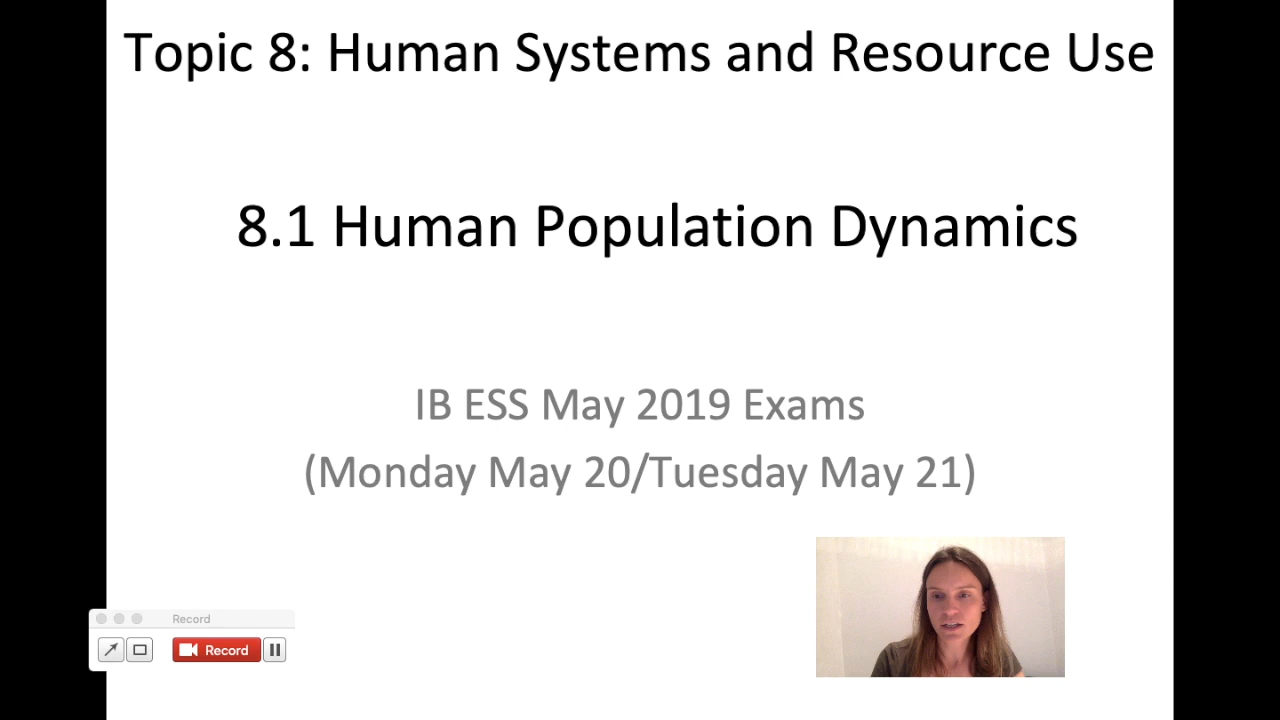 Topic 8: Human Systems and Resource Use
8.1 Human Population Dynamics
IB ESS May 2019 Exams
(Monday May 20/Tuesday May 21)
Record
Record